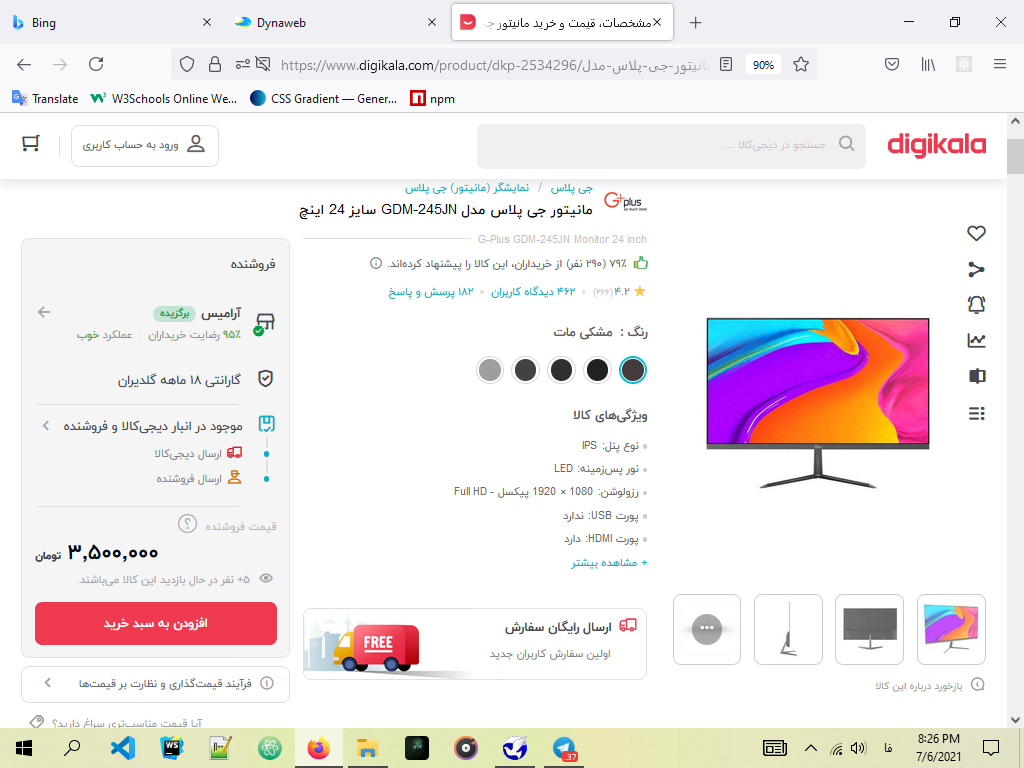 Bing
Dynaweb
مشخصات، قیمت و خرید مانیتور جی
https://www.digikala.com/product/dkp-2534296/مانیتور-جی-پلاس-مدل
90%
Translate
W3Schools Online We...
CSS Gradient — Gener...
npm
digikala
جستجو در دیجی‌کالا ...
ورود به حساب کاربری
جی پلاس / نمایشگر (مانیتور) جی پلاس
G+plus
مانیتور جی پلاس مدل GDM-245JN سایز 24 اینچ
G-Plus GDM-245JN Monitor 24 inch
۷۹٪ (۲۹۰ نفر) از خریداران، این کالا را پیشنهاد کرده‌اند.
۴.۲ (۲۶۶) ۴۶۲ دیدگاه کاربران ۱۸۲ پرسش و پاسخ
رنگ : مشکی مات
ویژگی‌های کالا
نوع پنل: IPS
نور پس‌زمینه: LED
رزولوشن: 1080 × 1920 پیکسل - Full HD
پورت USB: ندارد
پورت HDMI: دارد
+ مشاهده بیشتر
FREE
ارسال رایگان سفارش
اولین سفارش کاربران جدید
بازخورد درباره این کالا
فروشنده
آرامیس برگزیده
۹۵٪ رضایت خریداران عملکرد خوب
گارانتی ۱۸ ماهه گلدیران
موجود در انبار دیجی‌کالا و فروشنده
ارسال دیجی‌کالا
ارسال فروشنده
قیمت فروشنده
۳,۵۰۰,۰۰۰ تومان
۵+ نفر در حال بازدید این کالا می‌باشند.
افزودن به سبد خرید
فرآیند قیمت‌گذاری و نظارت بر قیمت‌ها
آیا قیمت مناسب‌تری سراغ دارید؟
WS
37
فا
8:26 PM
7/6/2021